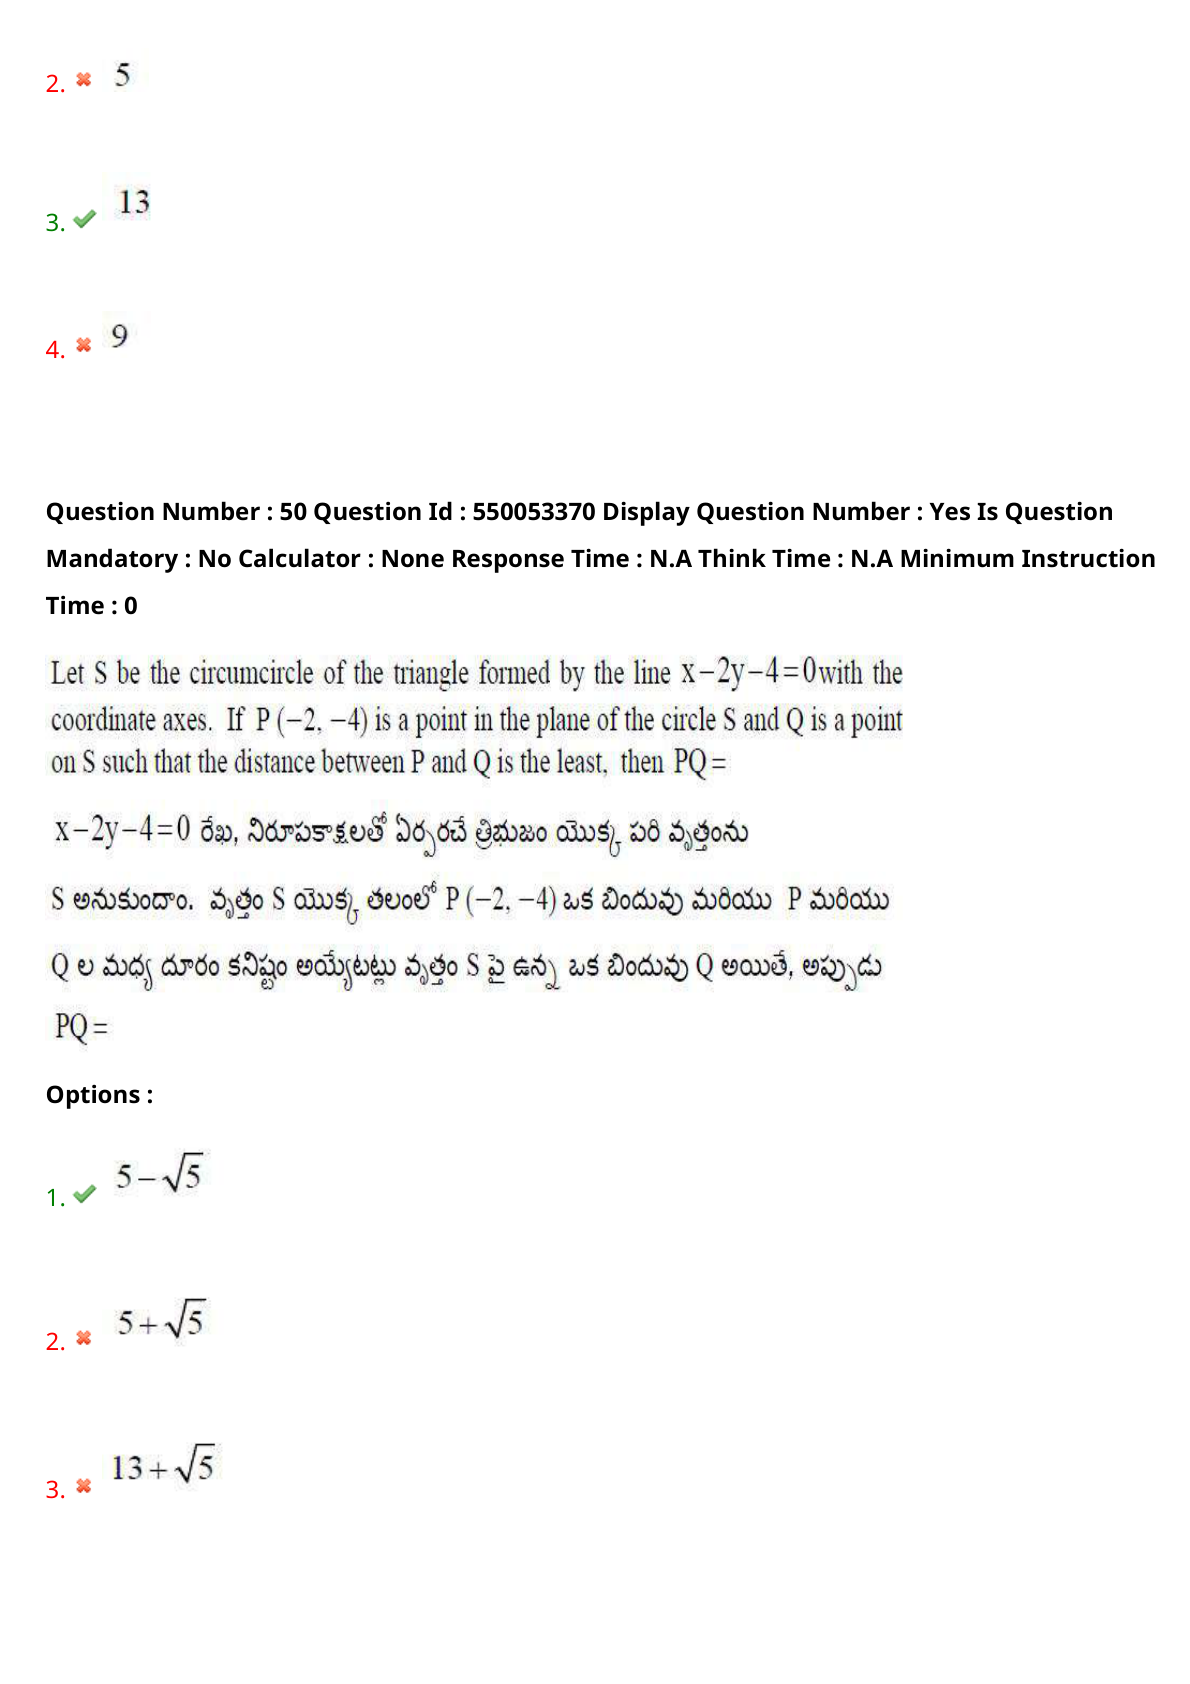 2. 5
3. 13
4. 9
Question Number : 50 Question Id : 550053370 Display Question Number : Yes Is Question
Mandatory : No Calculator : None Response Time : N.A Think Time : N.A Minimum Instruction
Time : 0
Let S be the circumcircle of the triangle formed by the line x−2y−4=0 with the
coordinate axes. If P (−2, −4) is a point in the plane of the circle S and Q is a point
on S such that the distance between P and Q is the least, then PQ =
x−2y−4=0 రేఖ, నిరూపకాక్షలతో ఏర్పరచే త్రిభుజం యొక్క పరి వృత్తంను
S అనుకుందాం. వృత్తం S యొక్క తలంలో P (−2, −4) ఒక బిందువు మరియు P మరియు
Q ల మధ్య దూరం కనిష్టం అయ్యేటట్లు వృత్తం S పై ఉన్న ఒక బిందువు Q అయితే, అప్పుడు
PQ =
Options :
1. 5−√5
2. 5+√5
3. 13+√5